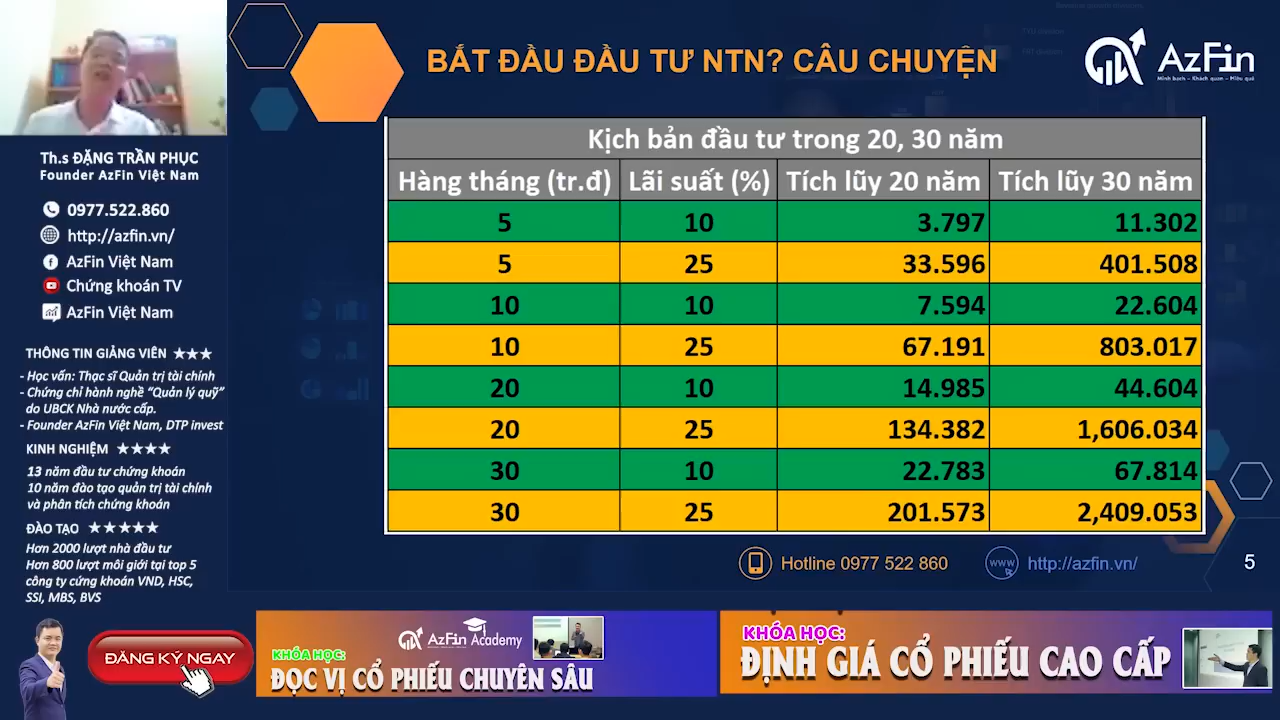 BẮT ĐẦU ĐẦU TƯ NTN? CÂU CHUYỆN
AzFin
Minh bạch – Khách quan – Hiệu quả
Th.s ĐẶNG TRẦN PHỤC
Founder AzFin Việt Nam
0977.522.860
http://azfin.vn/
AzFin Việt Nam
Chứng khoán TV
AzFin Việt Nam
THÔNG TIN GIẢNG VIÊN ★★★
- Học vấn: Thạc sĩ Quản trị tài chính
- Chứng chỉ hành nghề “Quản lý quỹ”
do UBCK Nhà nước cấp.
- Founder AzFin Việt Nam, DTP invest
KINH NGHIỆM ★★★★
13 năm đầu tư chứng khoán
10 năm đào tạo quản trị tài chính
và phân tích chứng khoán
ĐÀO TẠO ★★★★★
Hơn 2000 lượt nhà đầu tư
Hơn 800 lượt môi giới tại top 5
công ty cứng khoán VND, HSC,
SSI, MBS, BVS
Kịch bản đầu tư trong 20, 30 năm
Hàng tháng (tr.đ) Lãi suất (%) Tích lũy 20 năm Tích lũy 30 năm
5 10 3.797 11.302
5 25 33.596 401.508
10 10 7.594 22.604
10 25 67.191 803.017
20 10 14.985 44.604
20 25 134.382 1,606.034
30 10 22.783 67.814
30 25 201.573 2,409.053
Hotline 0977 522 860
www
http://azfin.vn/
5
ĐĂNG KÝ NGAY
AzFin Academy
KHÓA HỌC:
ĐỌC VỊ CỔ PHIẾU CHUYÊN SÂU
KHÓA HỌC:
ĐỊNH GIÁ CỔ PHIẾU CAO CẤP